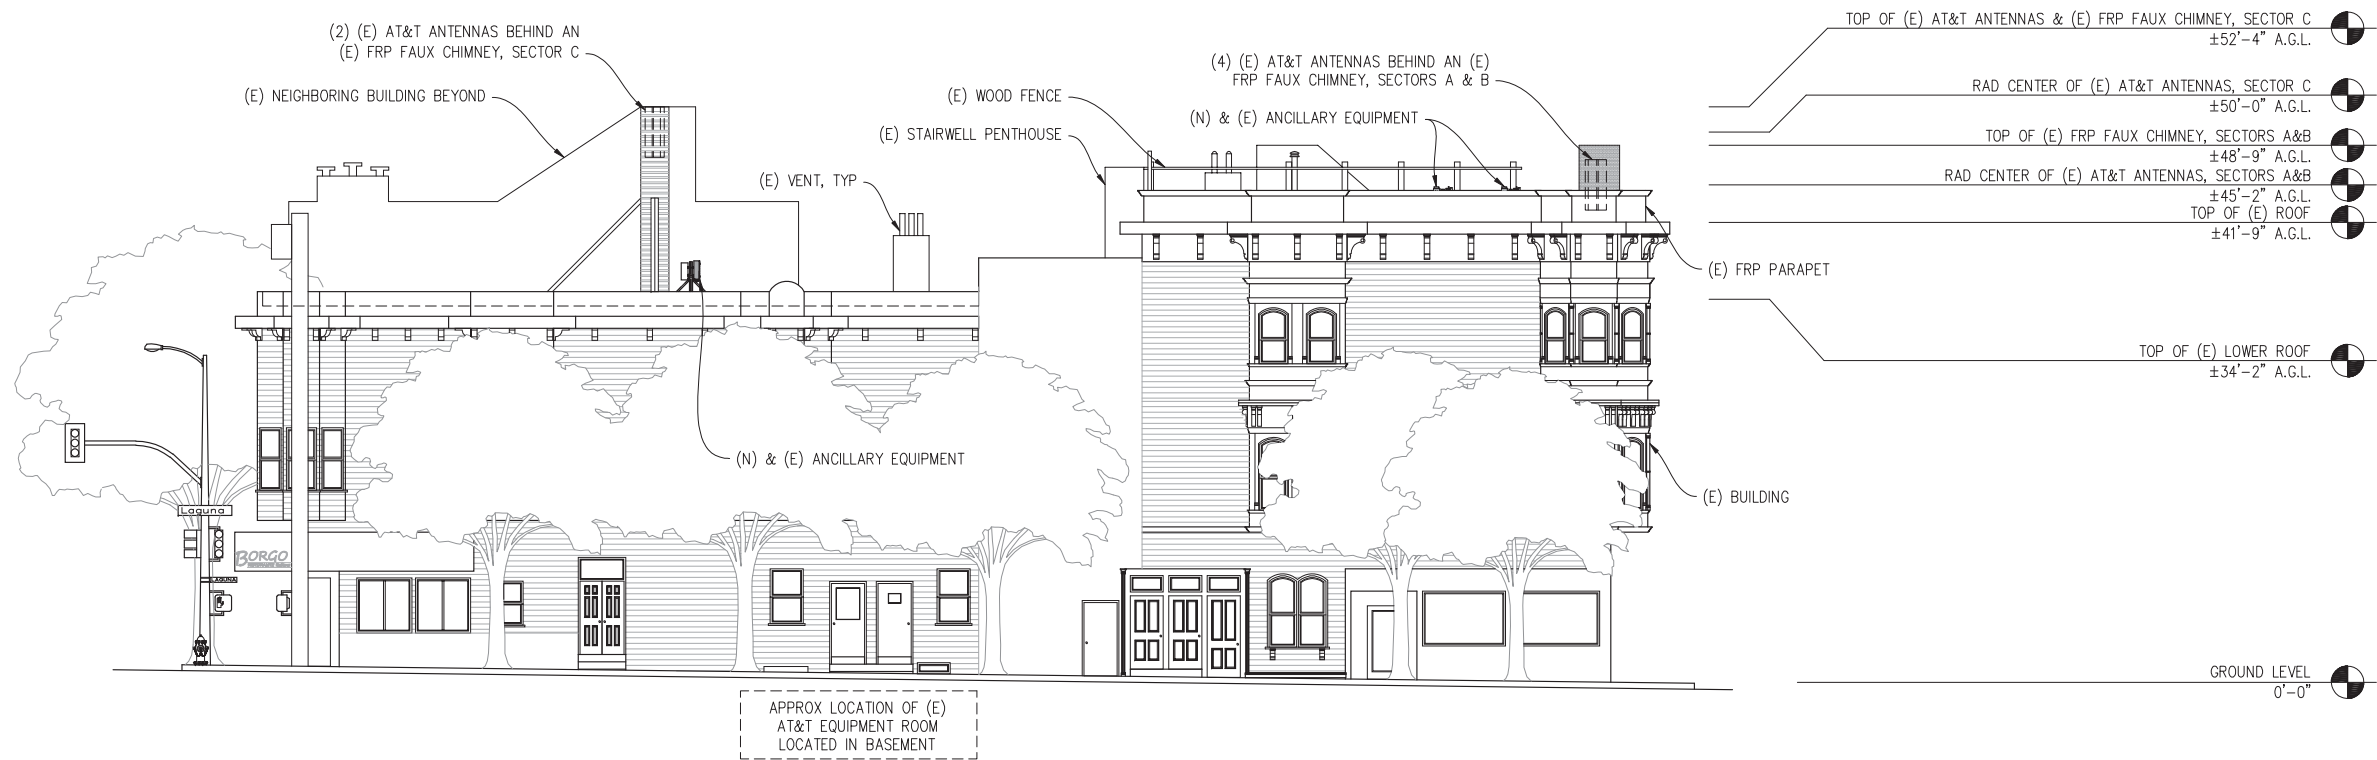 (2) (E) AT&T ANTENNAS BEHIND AN
(E) FRP FAUX CHIMNEY, SECTOR C
(E) NEIGHBORING BUILDING BEYOND
(E) VENT, TYP
(E) WOOD FENCE
(E) STAIRWELL PENTHOUSE
(4) (E) AT&T ANTENNAS BEHIND AN (E)
FRP FAUX CHIMNEY, SECTORS A & B
(N) & (E) ANCILLARY EQUIPMENT
TOP OF (E) AT&T ANTENNAS & (E) FRP FAUX CHIMNEY, SECTOR C
±52'-4" A.G.L.
RAD CENTER OF (E) AT&T ANTENNAS, SECTOR C
±50'-0" A.G.L.
TOP OF (E) FRP FAUX CHIMNEY, SECTORS A&B
±48'-9" A.G.L.
RAD CENTER OF (E) AT&T ANTENNAS, SECTORS A&B
±45'-2" A.G.L.
TOP OF (E) ROOF
±41'-9" A.G.L.
(E) FRP PARAPET
TOP OF (E) LOWER ROOF
±34'-2" A.G.L.
(N) & (E) ANCILLARY EQUIPMENT
(E) BUILDING
Laguna
BORGO
LAGUNA
GROUND LEVEL
0'-0"
APPROX LOCATION OF (E)
AT&T EQUIPMENT ROOM
LOCATED IN BASEMENT